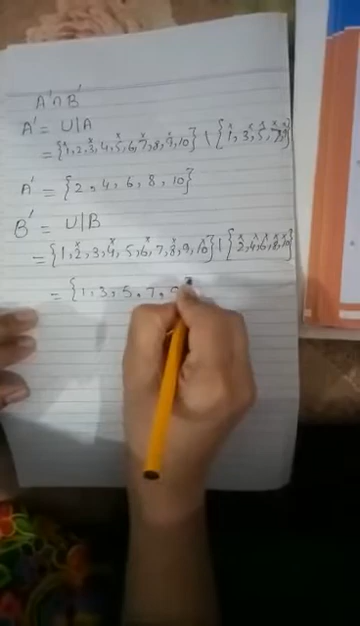 A'∩B'
A' = U\A
= {1,2,3,4,5,6,7,8,9,10} \ {1,3,5,7,9}
A' = {2,4,6,8,10}
B' = U\B
= {1,2,3,4,5,6,7,8,9,10} \ {2,4,6,8,10}
= {1,3,5,7,9